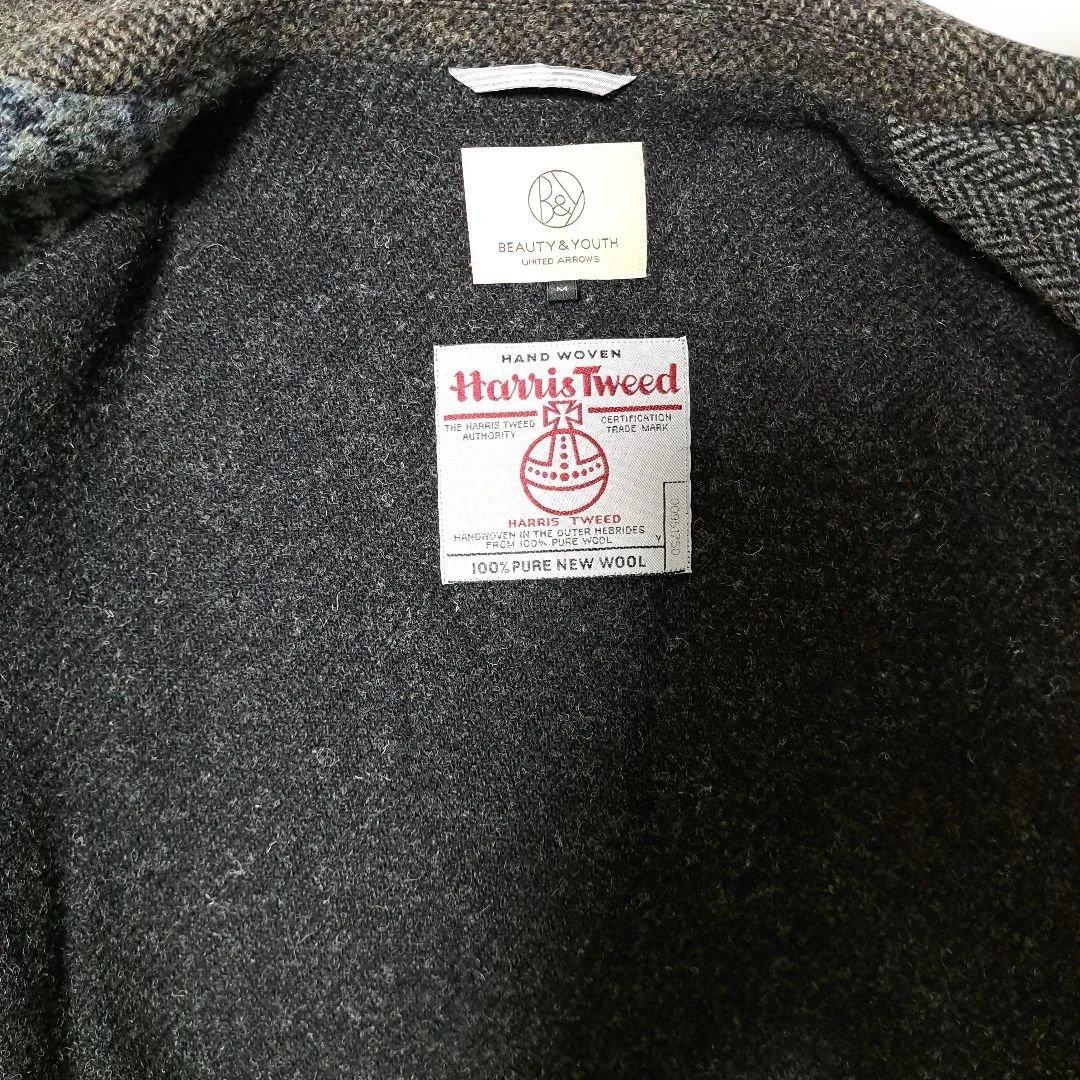 B&Y
BEAUTY & YOUTH
UNITED ARROWS
M
HAND WOVEN
Harris Tweed
THE HARRIS TWEED AUTHORITY
CERTIFICATION TRADE MARK
HARRIS TWEED
HANDWOVEN IN THE OUTER HEBRIDES
FROM 100% PURE WOOL
Y
100% PURE NEW WOOL